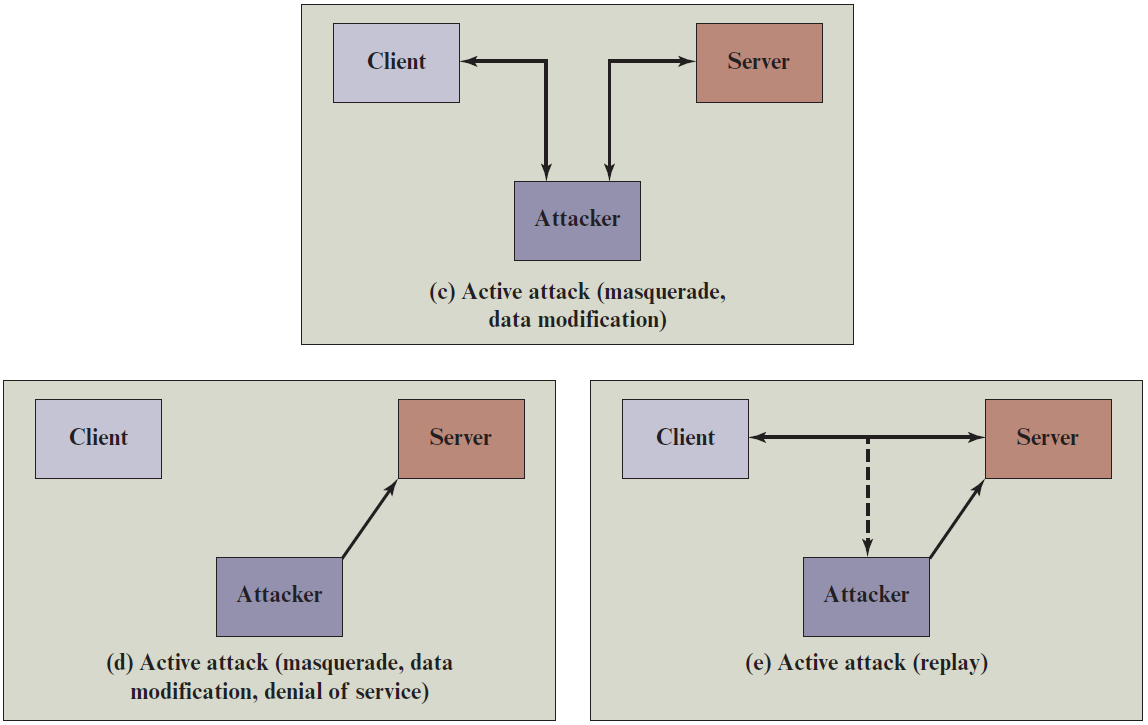 Client
Server
Attacker
(c) Active attack (masquerade,
data modification)
Client
Server
Attacker
(d) Active attack (masquerade, data
modification, denial of service)
Client
Server
Attacker
(e) Active attack (replay)